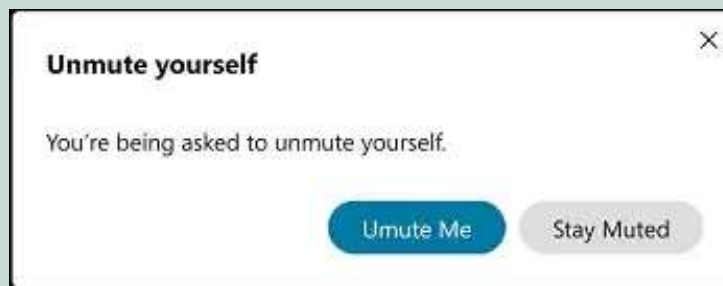 Unmute yourself
You're being asked to unmute yourself.
Umute Me
Stay Muted